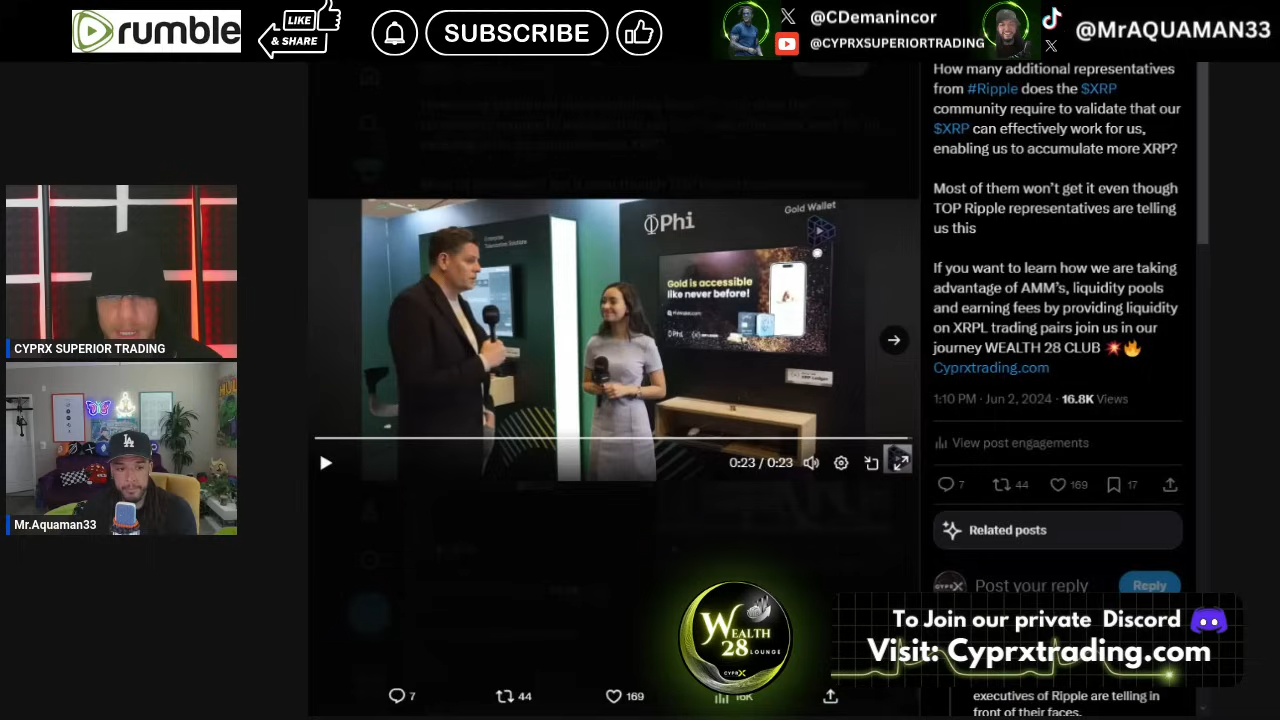 rumble
LIKE
& SHARE
SUBSCRIBE
@CDemanincor
@CYPRXSUPERIORTRADING
@MrAQUAMAN33
How many additional representatives
from #Ripple does the $XRP
community require to validate that our
$XRP can effectively work for us,
enabling us to accumulate more XRP?
Most of them won't get it even though
TOP Ripple representatives are telling
us this
If you want to learn how we are taking
advantage of AMM's, liquidity pools
and earning fees by providing liquidity
on XRPL trading pairs join us in our
journey WEALTH 28 CLUB 💥🔥
Cyprxtrading.com
1:10 PM · Jun 2, 2024 · 16.8K Views
View post engagements
7 44 169 17
Related posts
Post your reply
Reply
executives of Ripple are telling in
front of their faces.
Phi
Gold Wallet
Gold is accessible
like never before!
0:23 / 0:23
CYPRX SUPERIOR TRADING
LA
Mr.Aquaman33
WEALTH
28
LOUNGE
CYPRX
To Join our private Discord
Visit: Cyprxtrading.com
7 44 169 16K